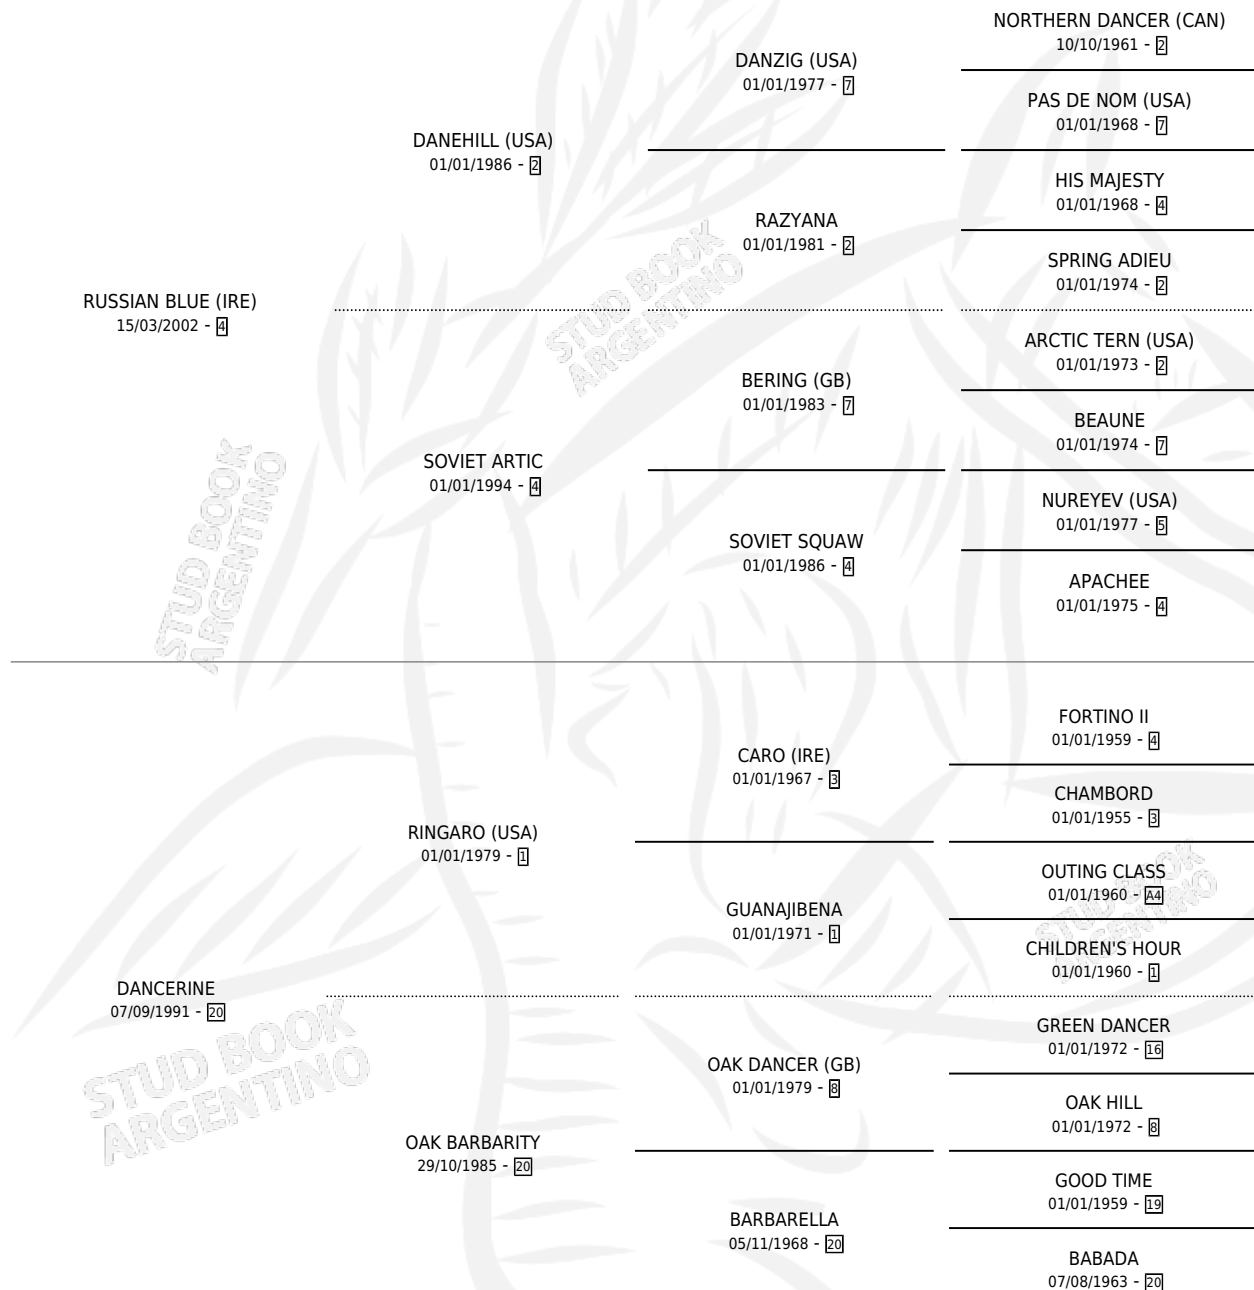 NORTHERN DANCER (CAN)
10/10/1961 - 2
DANZIG (USA)
01/01/1977 - 7
PAS DE NOM (USA)
01/01/1968 - 7
DANEHILL (USA)
01/01/1986 - 2
HIS MAJESTY
01/01/1968 - 4
RAZYANA
01/01/1981 - 2
SPRING ADIEU
01/01/1974 - 2
RUSSIAN BLUE (IRE)
15/03/2002 - 4
ARCTIC TERN (USA)
01/01/1973 - 2
BERING (GB)
01/01/1983 - 7
BEAUNE
01/01/1974 - 7
SOVIET ARTIC
01/01/1994 - 4
NUREYEV (USA)
01/01/1977 - 5
SOVIET SQUAW
01/01/1986 - 4
APACHEE
01/01/1975 - 4
FORTINO II
01/01/1959 - 4
CARO (IRE)
01/01/1967 - 3
CHAMBORD
01/01/1955 - 3
RINGARO (USA)
01/01/1979 - 1
OUTING CLASS
01/01/1960 - A4
GUANAJIBENA
01/01/1971 - 1
CHILDREN'S HOUR
01/01/1960 - 1
DANCERINE
07/09/1991 - 20
GREEN DANCER
01/01/1972 - 16
OAK DANCER (GB)
01/01/1979 - 8
OAK HILL
01/01/1972 - 8
OAK BARBARITY
29/10/1985 - 20
GOOD TIME
01/01/1959 - 19
BARBARELLA
05/11/1968 - 20
BABADA
07/08/1963 - 20
STUD BOOK
ARGENTINO
STUD BOOK
ARGENTINO
STUD BOOK
ARGENTINO
STUD BOOK
ARGENTINO